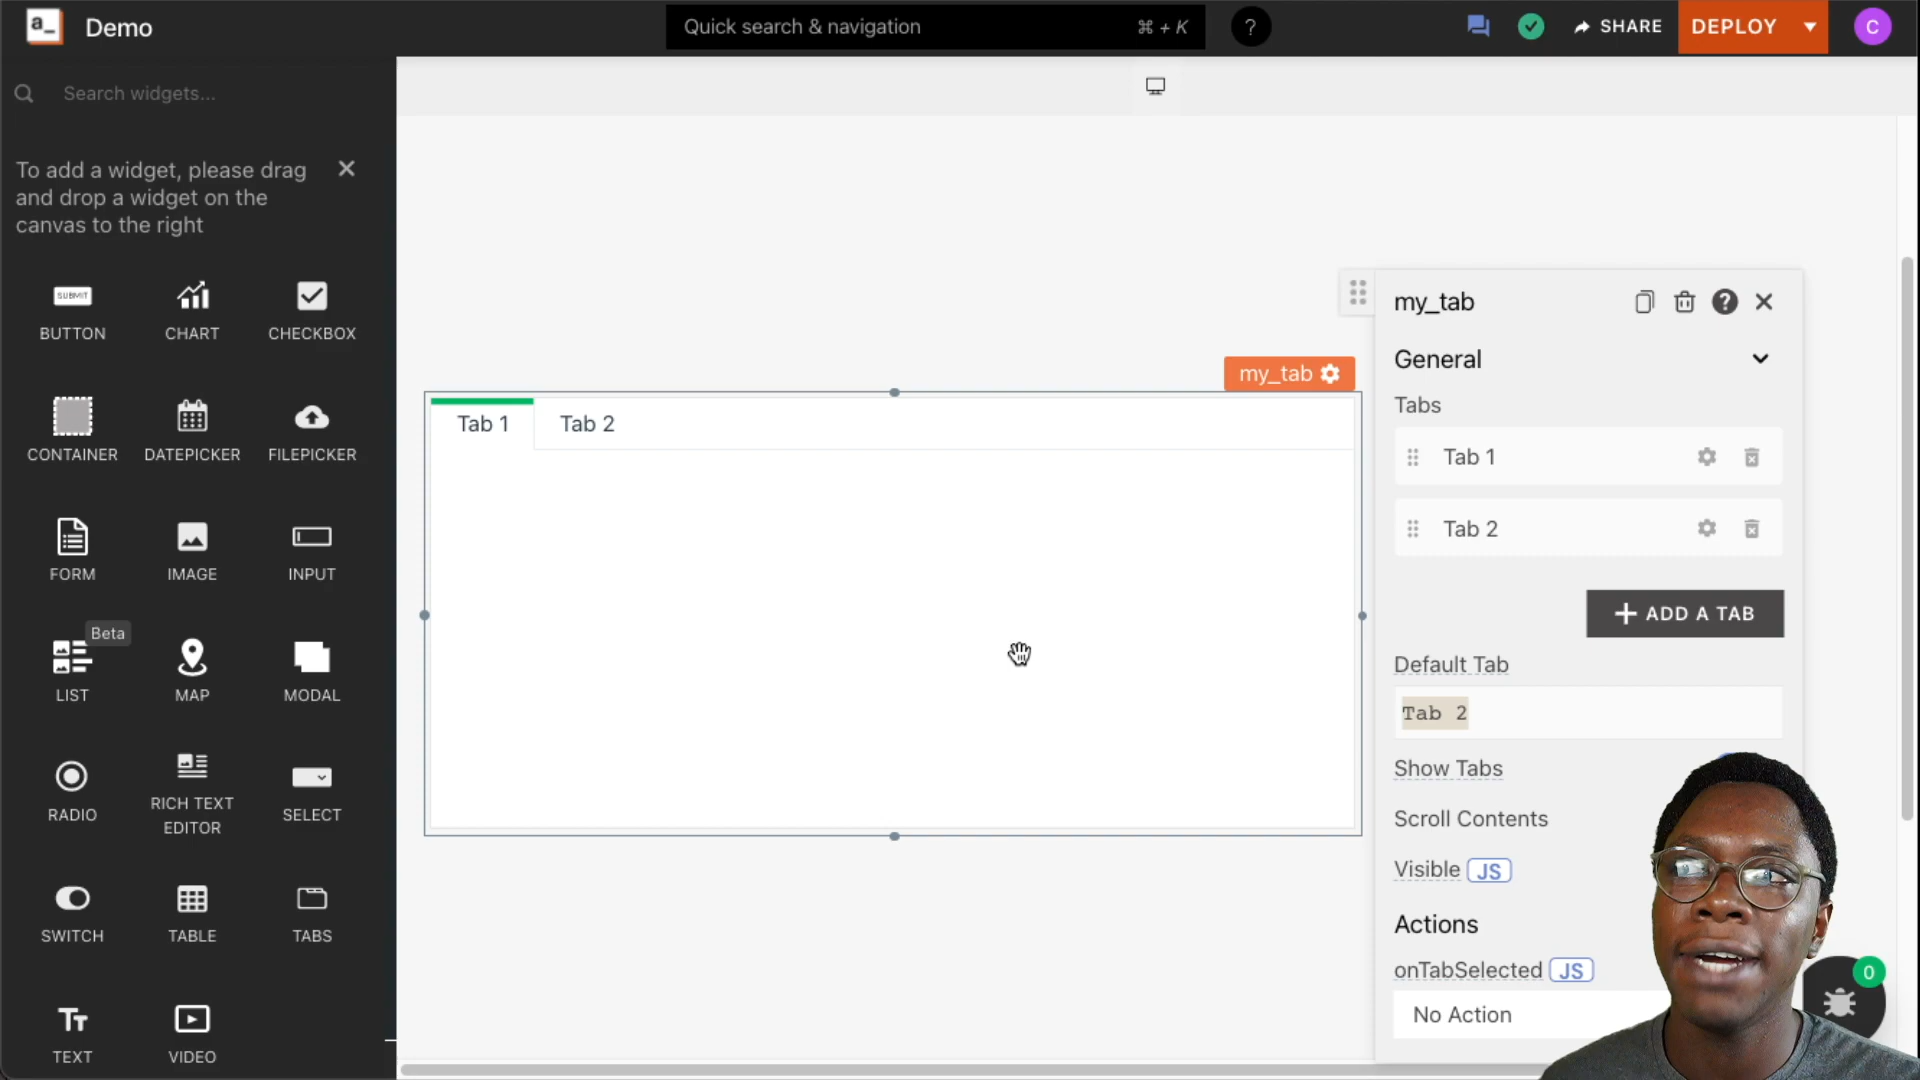 a_
Demo
Quick search & navigation
⌘ + K
?
SHARE
DEPLOY
C
Search widgets...
To add a widget, please drag
and drop a widget on the
canvas to the right
SUBMIT
BUTTON
CHART
CHECKBOX
CONTAINER
DATEPICKER
FILEPICKER
FORM
IMAGE
INPUT
Beta
LIST
MAP
MODAL
RADIO
RICH TEXT
EDITOR
SELECT
SWITCH
TABLE
TABS
Tт
TEXT
VIDEO
my_tab
Tab 1
Tab 2
my_tab
?
General
Tabs
Tab 1
Tab 2
+ ADD A TAB
Default Tab
Tab 2
Show Tabs
Scroll Contents
Visible JS
Actions
onTabSelected JS
No Action
0